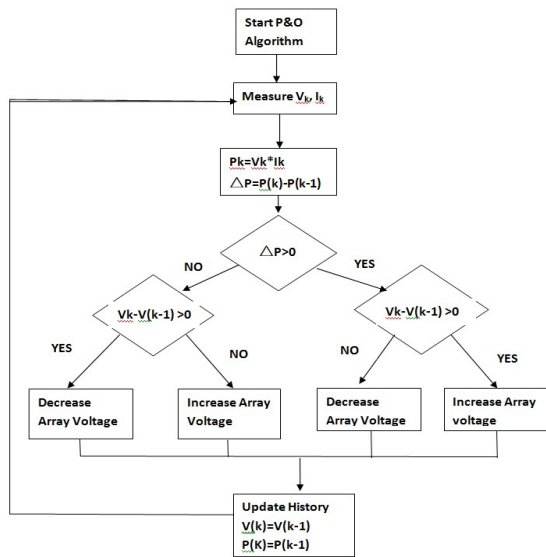 Start P&O
Algorithm
Measure Vk, Ik
Pk=Vk*Ik
△P=P(k)-P(k-1)
△P>0
NO
YES
Vk-V(k-1) >0
Vk-V(k-1) >0
YES
NO
NO
YES
Decrease
Array Voltage
Increase Array
Voltage
Decrease
Array Voltage
Increase Array
voltage
Update History
V(k)=V(k-1)
P(K)=P(k-1)